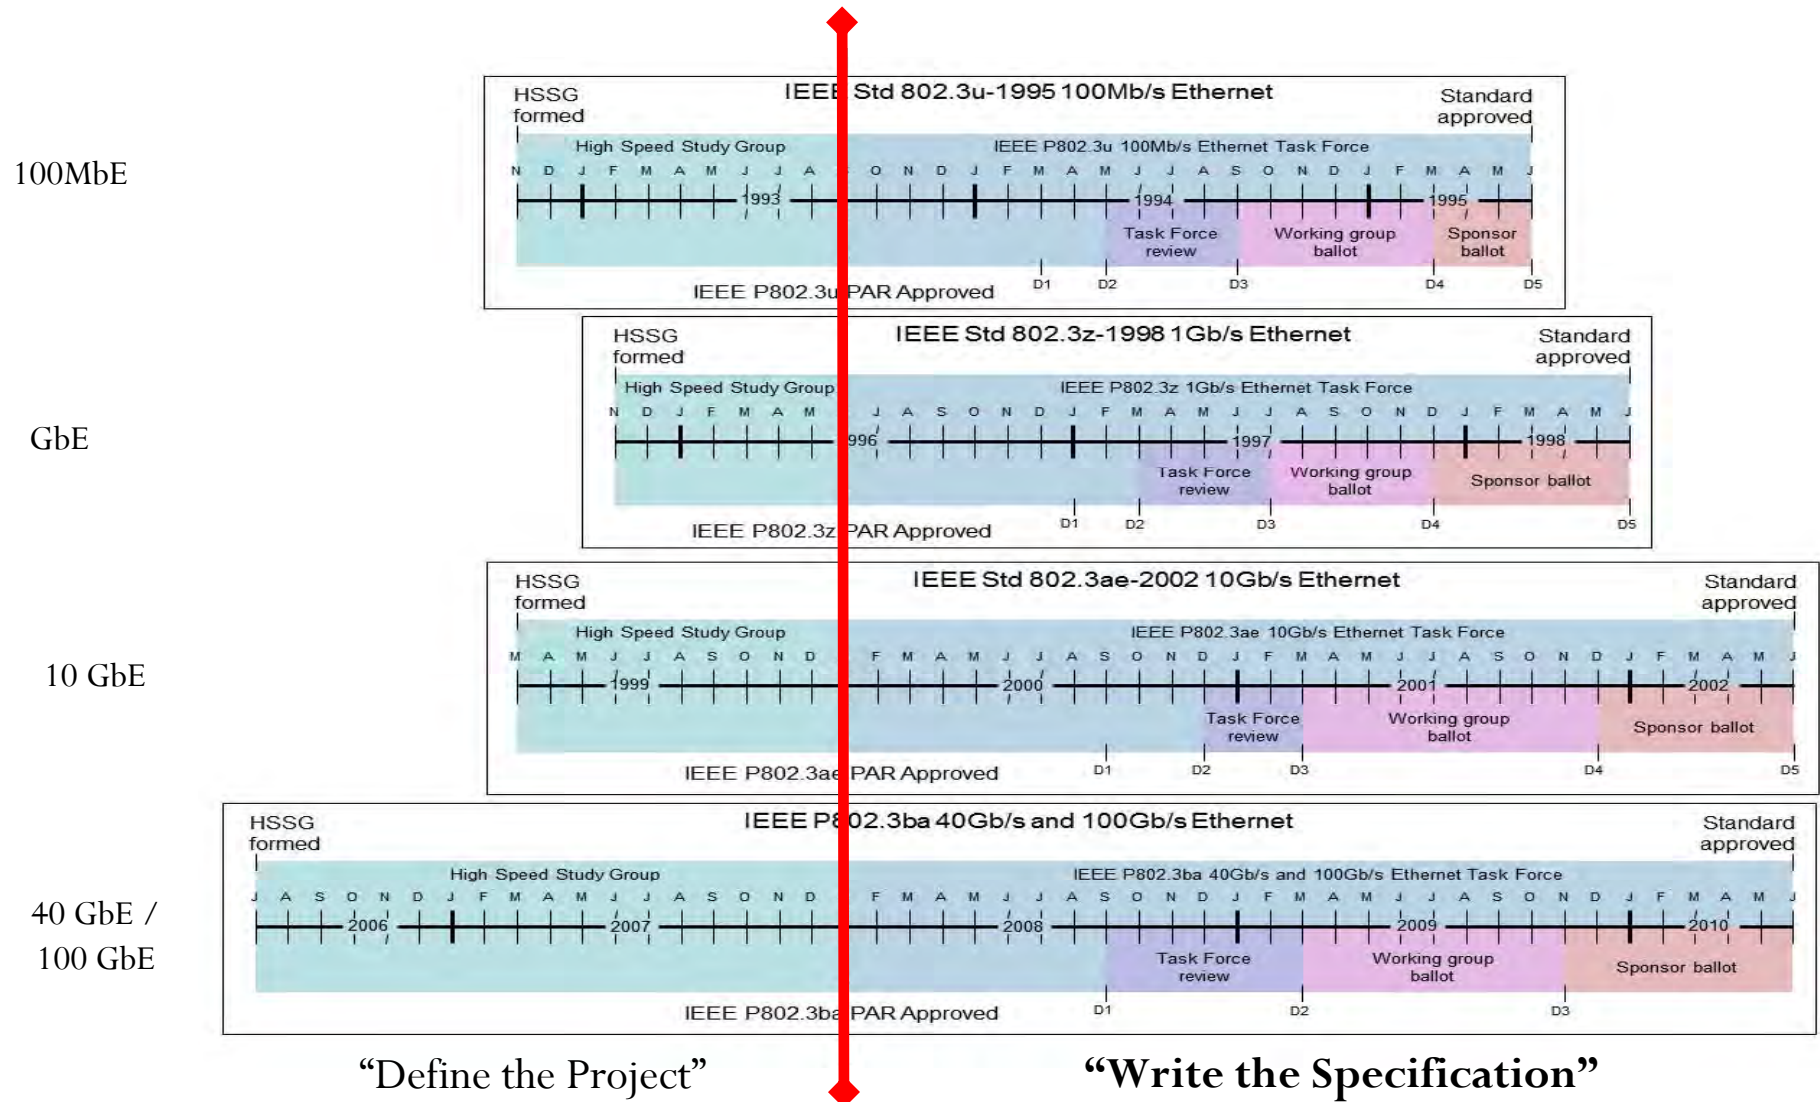 100MbE
HSSG
formed
IEEE Std 802.3u-1995 100Mb/s Ethernet
Standard
approved
High Speed Study Group
IEEE P802.3u 100Mb/s Ethernet Task Force
N D J F M A M J J A O N D J F M A M J J A S O N D J F M A M J
1993
1994
1995
Task Force
review
Working group
ballot
Sponsor
ballot
D1 D2 D3 D4 D5
IEEE P802.3u PAR Approved
GbE
HSSG
formed
IEEE Std 802.3z-1998 1Gb/s Ethernet
Standard
approved
High Speed Study Group
IEEE P802.3z 1Gb/s Ethernet Task Force
N D J F M A M J A S O N D J F M A M J J A S O N D J F M A M J
996
1997
1998
Task Force
review
Working group
ballot
Sponsor ballot
D1 D2 D3 D4 D5
IEEE P802.3z PAR Approved
10 GbE
HSSG
formed
IEEE Std 802.3ae-2002 10Gb/s Ethernet
Standard
approved
High Speed Study Group
IEEE P802.3ae 10Gb/s Ethernet Task Force
M A M J J A S O N D F M A M J J A S O N D J F M A M J J A S O N D J F M A M J
1999
2000
2001
2002
Task Force
review
Working group
ballot
Sponsor ballot
D1 D2 D3 D4 D5
IEEE P802.3ae PAR Approved
40 GbE /
100 GbE
HSSG
formed
IEEE P802.3ba 40Gb/s and 100Gb/s Ethernet
Standard
approved
High Speed Study Group
IEEE P802.3ba 40Gb/s and 100Gb/s Ethernet Task Force
J A S O N D J F M A M J J A S O N D F M A M J J A S O N D J F M A M J J A S O N D J F M A M J
2006
2007
2008
2009
2010
Task Force
review
Working group
ballot
Sponsor ballot
D1 D2 D3
IEEE P802.3ba PAR Approved
“Define the Project”
“Write the Specification”